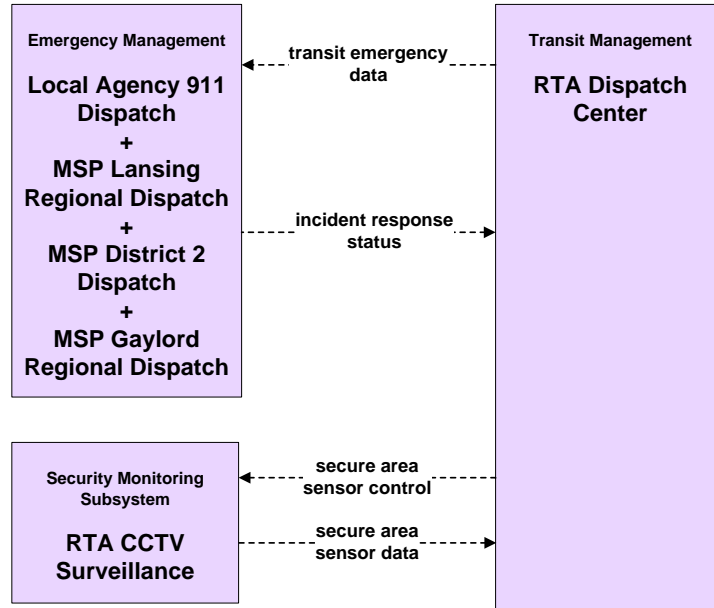 Emergency Management
Local Agency 911
Dispatch
+
MSP Lansing
Regional Dispatch
+
MSP District 2
Dispatch
+
MSP Gaylord
Regional Dispatch
transit emergency
data
incident response
status
Transit Management
RTA Dispatch
Center
Security Monitoring
Subsystem
RTA CCTV
Surveillance
secure area
sensor control
secure area
sensor data